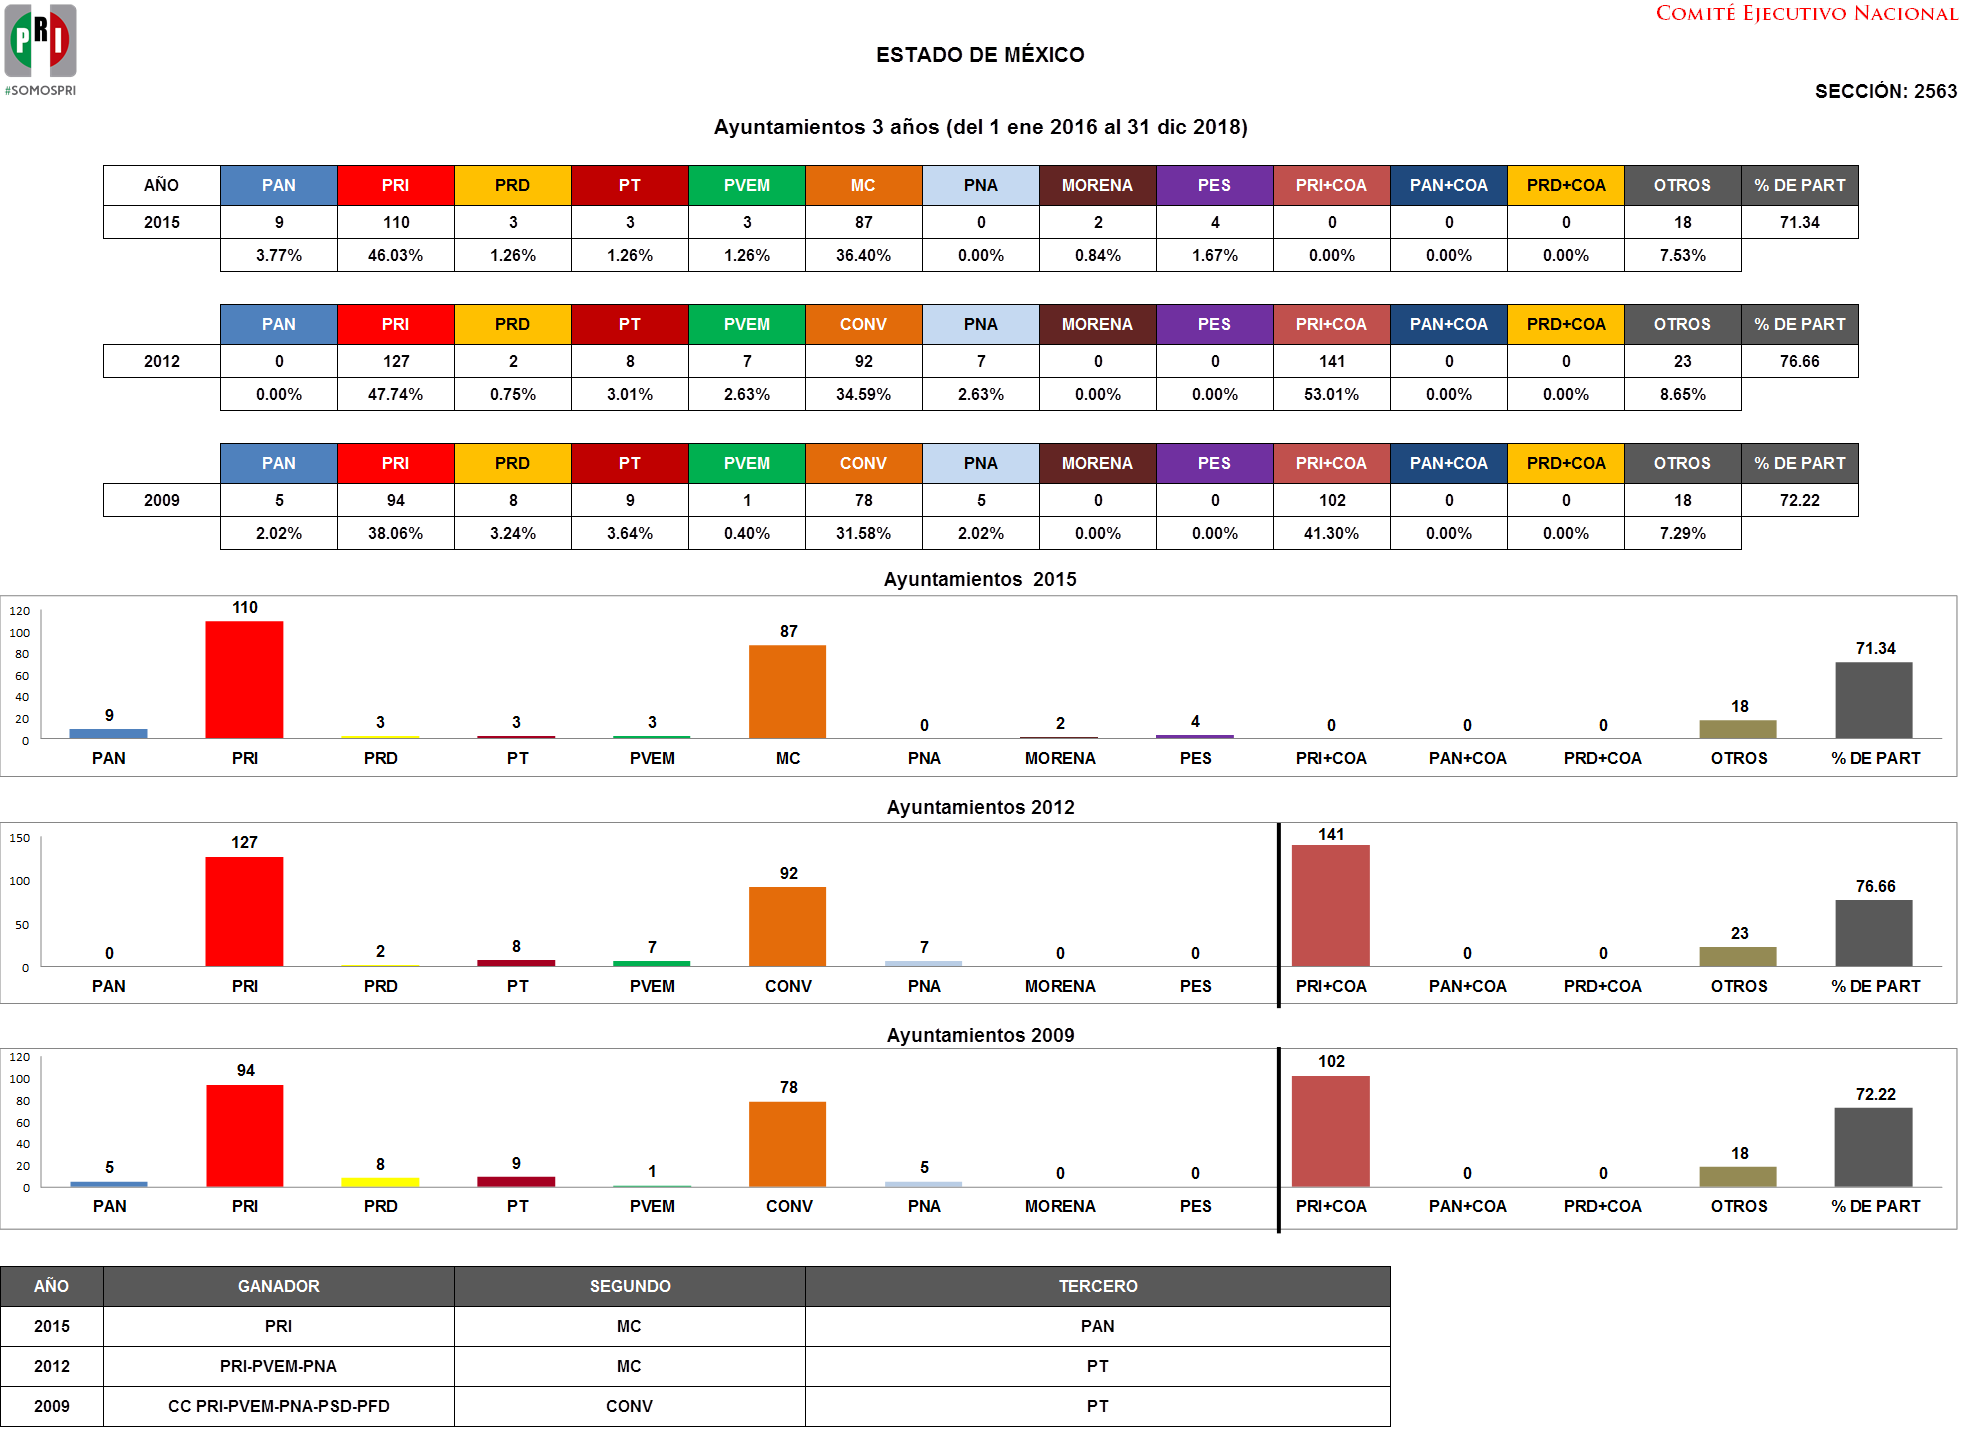 PRI
#SOMOSPRI
COMITÉ EJECUTIVO NACIONAL
ESTADO DE MÉXICO
SECCIÓN: 2563
Ayuntamientos 3 años (del 1 ene 2016 al 31 dic 2018)
AÑO PAN PRI PRD PT PVEM MC PNA MORENA PES PRI+COA PAN+COA PRD+COA OTROS % DE PART
2015 9 110 3 3 3 87 0 2 4 0 0 0 18 71.34
3.77% 46.03% 1.26% 1.26% 1.26% 36.40% 0.00% 0.84% 1.67% 0.00% 0.00% 0.00% 7.53%
PAN PRI PRD PT PVEM CONV PNA MORENA PES PRI+COA PAN+COA PRD+COA OTROS % DE PART
2012 0 127 2 8 7 92 7 0 0 141 0 0 23 76.66
0.00% 47.74% 0.75% 3.01% 2.63% 34.59% 2.63% 0.00% 0.00% 53.01% 0.00% 0.00% 8.65%
PAN PRI PRD PT PVEM CONV PNA MORENA PES PRI+COA PAN+COA PRD+COA OTROS % DE PART
2009 5 94 8 9 1 78 5 0 0 102 0 0 18 72.22
2.02% 38.06% 3.24% 3.64% 0.40% 31.58% 2.02% 0.00% 0.00% 41.30% 0.00% 0.00% 7.29%
Ayuntamientos 2015
120
100
80
60
40
20
0
9 110 3 3 3 87 0 2 4 0 0 0 18 71.34
PAN PRI PRD PT PVEM MC PNA MORENA PES PRI+COA PAN+COA PRD+COA OTROS % DE PART
Ayuntamientos 2012
150
100
50
0
0 127 2 8 7 92 7 0 0 141 0 0 23 76.66
PAN PRI PRD PT PVEM CONV PNA MORENA PES PRI+COA PAN+COA PRD+COA OTROS % DE PART
Ayuntamientos 2009
120
100
80
60
40
20
0
5 94 8 9 1 78 5 0 0 102 0 0 18 72.22
PAN PRI PRD PT PVEM CONV PNA MORENA PES PRI+COA PAN+COA PRD+COA OTROS % DE PART
AÑO GANADOR SEGUNDO TERCERO
2015 PRI MC PAN
2012 PRI-PVEM-PNA MC PT
2009 CC PRI-PVEM-PNA-PSD-PFD CONV PT